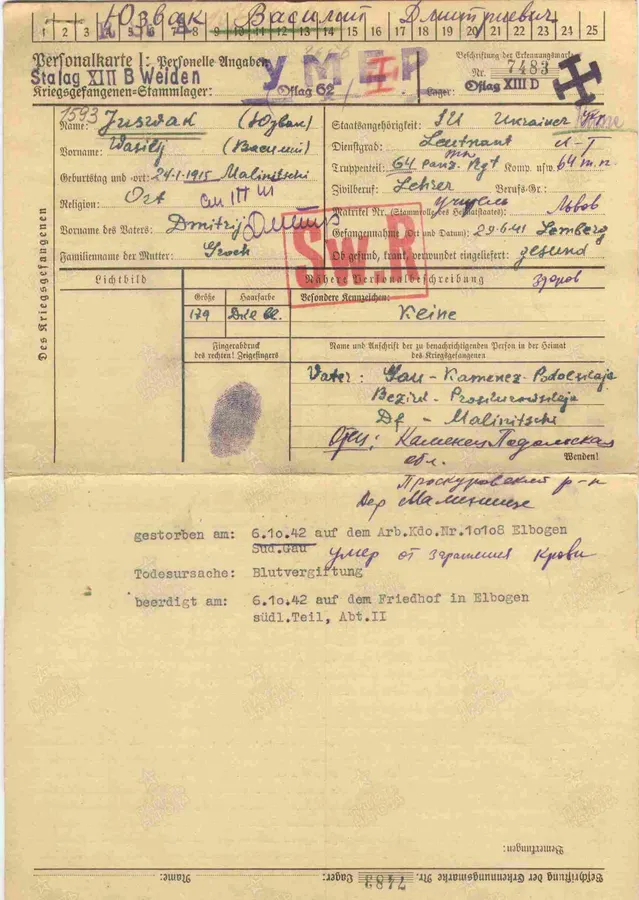 Юзвак Василий Дмитриевич
1 2 3 4 5 6 7 8 9 10 11 12 13 14 15 16 17 18 19 20 21 22 23 24 25
Personalkarte I: Personelle Angaben
УМЕР
Beschriftung der Erkennungsmarke
Stalag XIII B Weiden
Nr. 7483
Kriegsgefangenen-Stammlager:
Oflag 62
Lager: Oflag XIII D
Des Kriegsgefangenen
1593
Name: Juswak (Юзвак)
Staatsangehörigkeit: SU Ukrainer
Vorname: Wasilij (Василий)
Dienstgrad: Leutnant
Truppenteil: 64 panz. Rgt Komp. usw. 64 т.п.
Geburtstag und -ort: 24.1.1915 Malinitschi
Zivilberuf: Lehrer Berufs-Gr.:
Religion: Ort
учитель
Matrikel Nr. (Stammrolle des Heimatstaates)
Львов
Vorname des Vaters: Dmitrij
Gefangennahme (Ort und Datum): 29.6.41 Lemberg
Familienname der Mutter: Groch
Ob gesund, krank, verwundet eingeliefert: gesund
здоров
SW.R
Lichtbild
Nähere Personalbeschreibung
Größe
Haarfarbe
Besondere Kennzeichen:
179
Keine
Fingerabdruck
des rechten! Zeigefingers
Name und Anschrift der zu benachrichtigenden Person in der Heimat
des Kriegsgefangenen
Vater: Gau - Kamenez-Podolskaja
Bezirk - Proskurowskaja
Df - Malinitschi
Отец: Каменец Подольская
обл.
Wenden!
Проскуровский р-н
дер Малиничи
gestorben am: 6.10.42 auf dem Arb.Kdo.Nr.10108 Elbogen
Sud.Gau
умер от заражения крови
Todesursache: Blutvergiftung
beerdigt am: 6.10.42 auf dem Friedhof in Elbogen
südl.Teil, Abt.II
Bemerkungen:
Beschriftung der Erkennungsmarke Nr. 7483 Lager: Name: